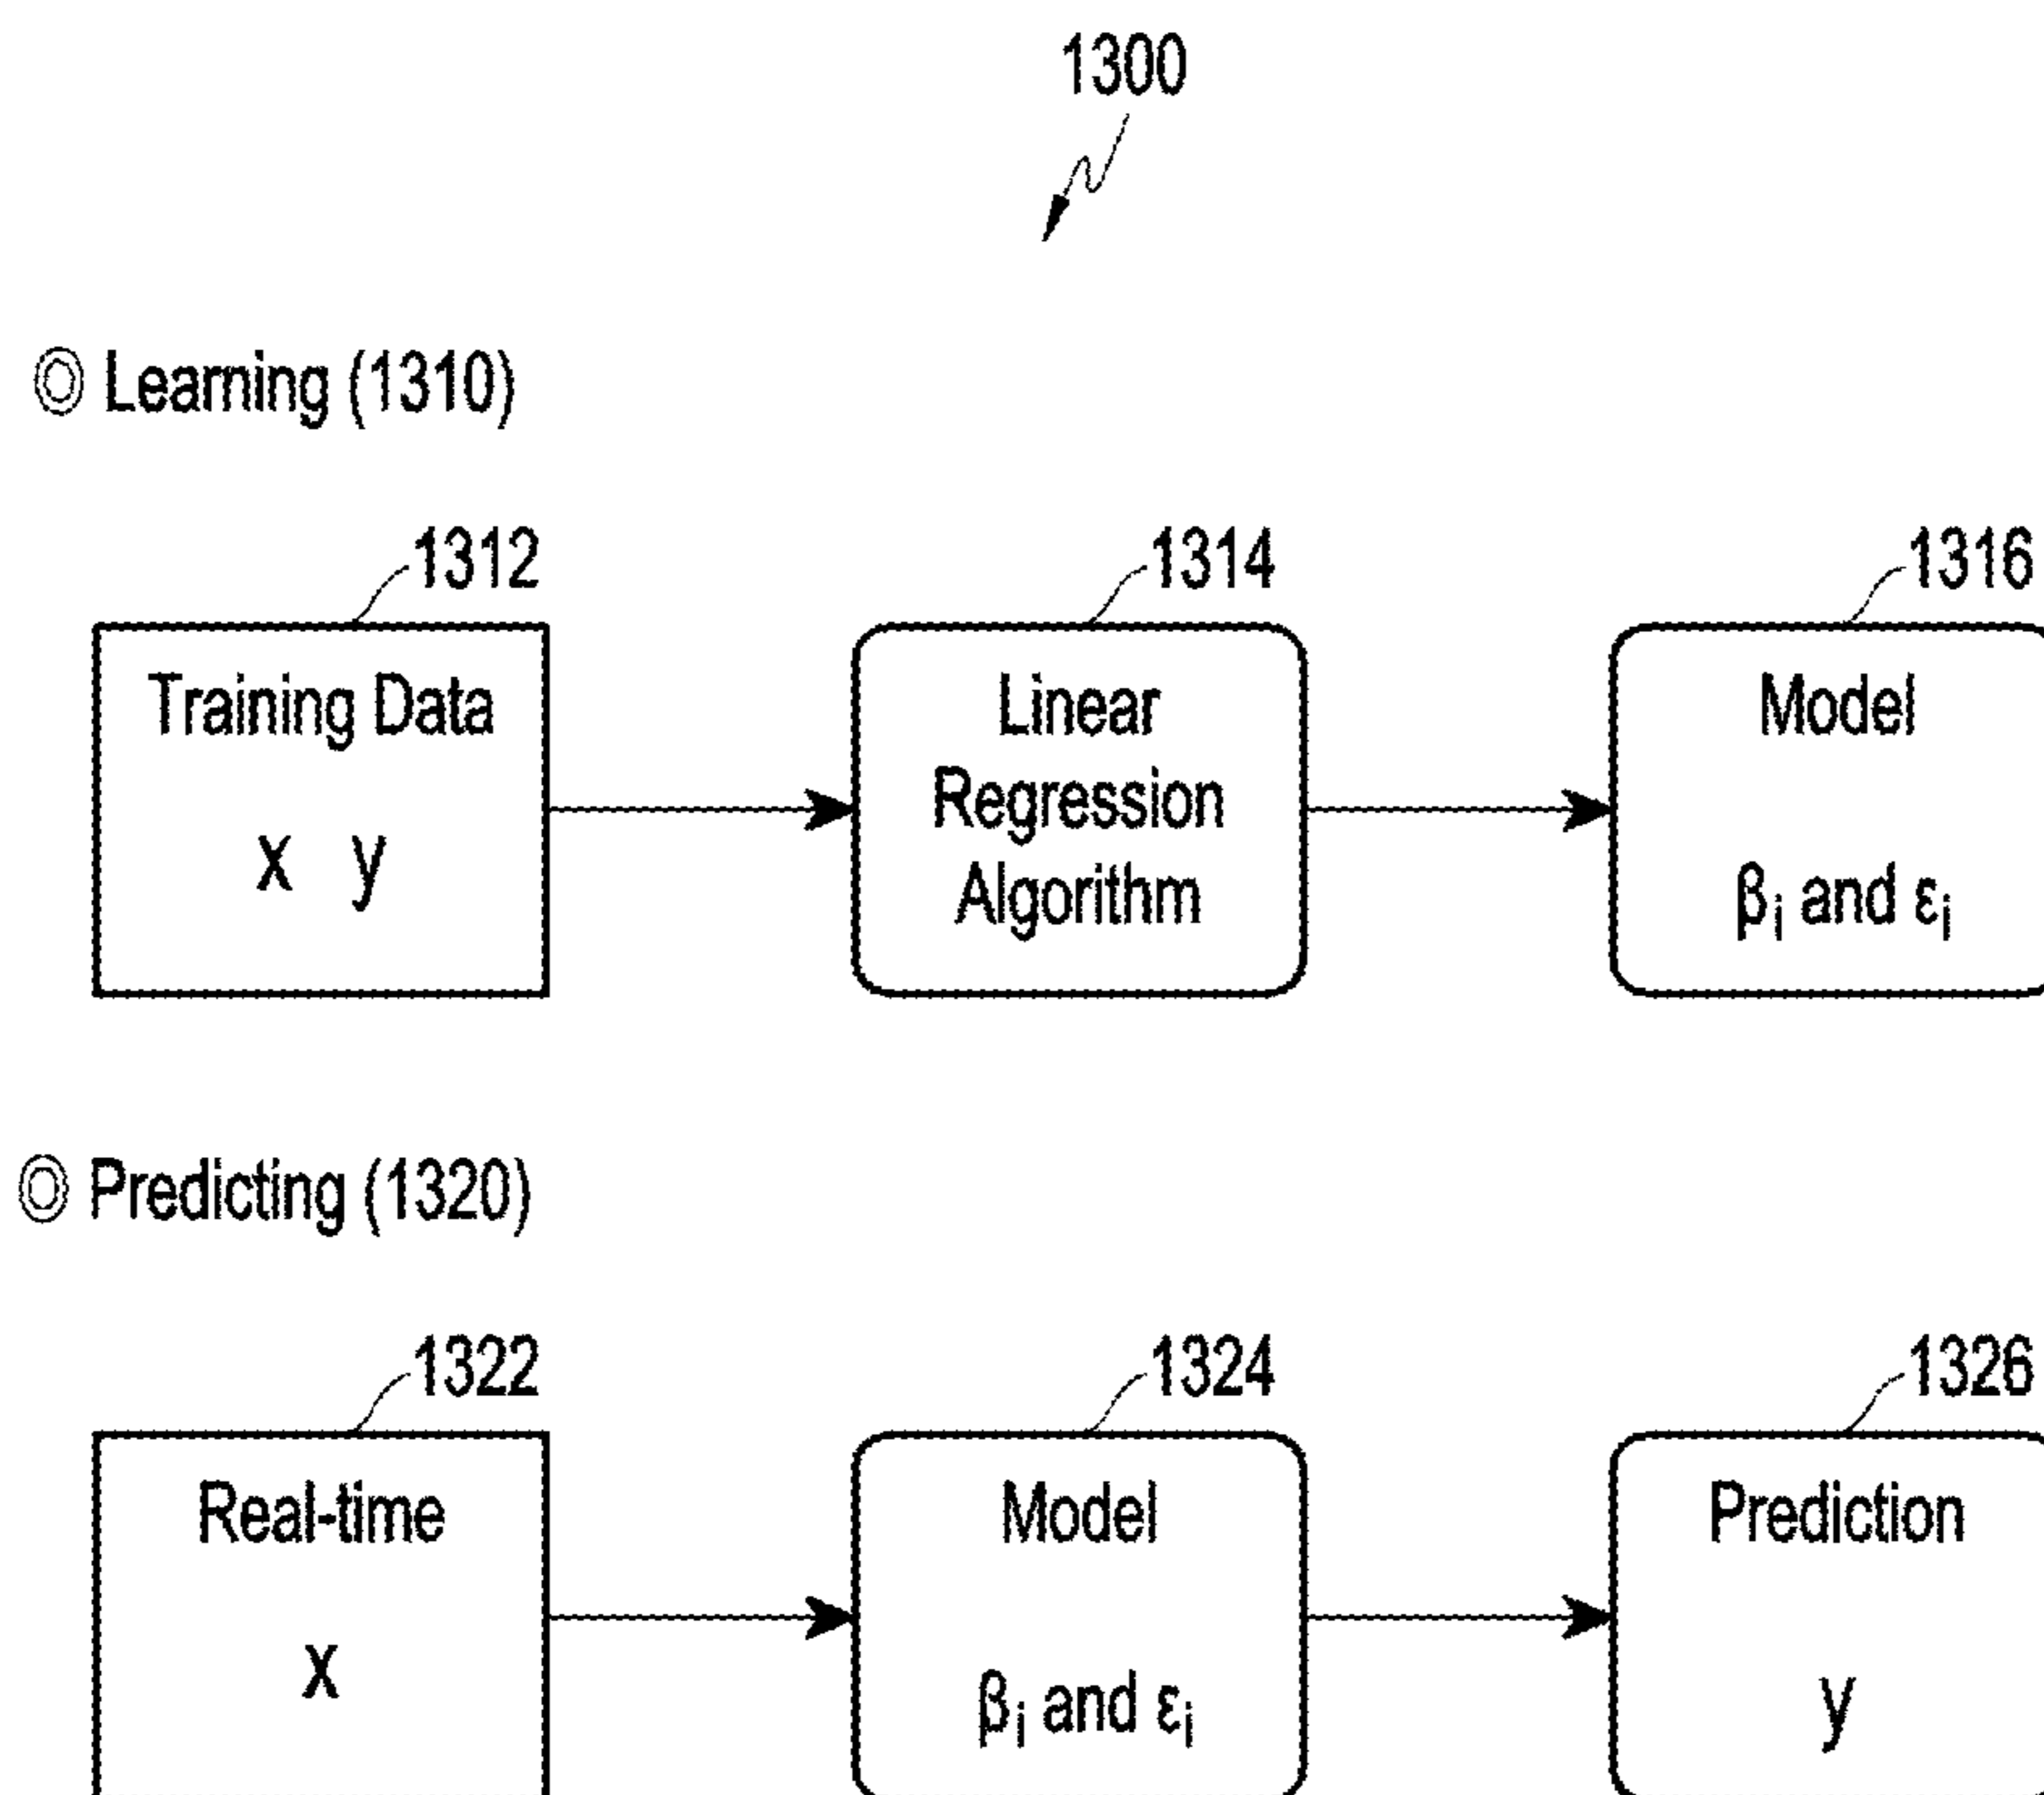 1300
◎ Learning (1310)
1312
1314
1316
Training Data
x y
Linear
Regression
Algorithm
Model
βi and εi
◎ Predicting (1320)
1322
1324
1326
Real-time
x
Model
βi and εi
Prediction
y